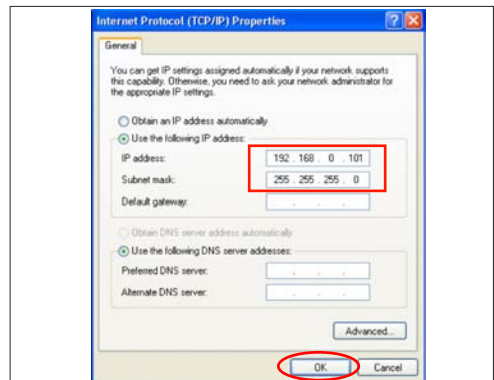 Internet Protocol (TCP/IP) Properties
General
You can get IP settings assigned automatically if your network supports
this capability. Otherwise, you need to ask your network administrator for
the appropriate IP settings.
Obtain an IP address automatically
Use the following IP address:
IP address: 192 . 168 . 0 . 101
Subnet mask: 255 . 255 . 255 . 0
Default gateway:
Obtain DNS server address automatically
Use the following DNS server addresses:
Preferred DNS server:
Alternate DNS server:
Advanced...
OK Cancel